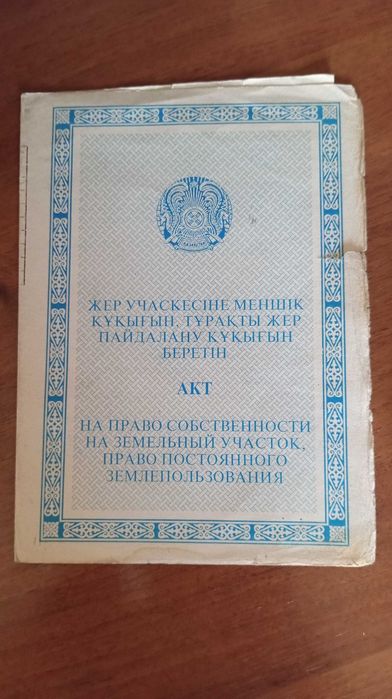 ЖЕР УЧАСКЕСІНЕ МЕНШІК
ҚҰҚЫҒЫН, ТҰРАҚТЫ ЖЕР
ПАЙДАЛАНУ ҚҰҚЫҒЫН
БЕРЕТІН
АКТ
НА ПРАВО СОБСТВЕННОСТИ
НА ЗЕМЕЛЬНЫЙ УЧАСТОК,
ПРАВО ПОСТОЯННОГО
ЗЕМЛЕПОЛЬЗОВАНИЯ